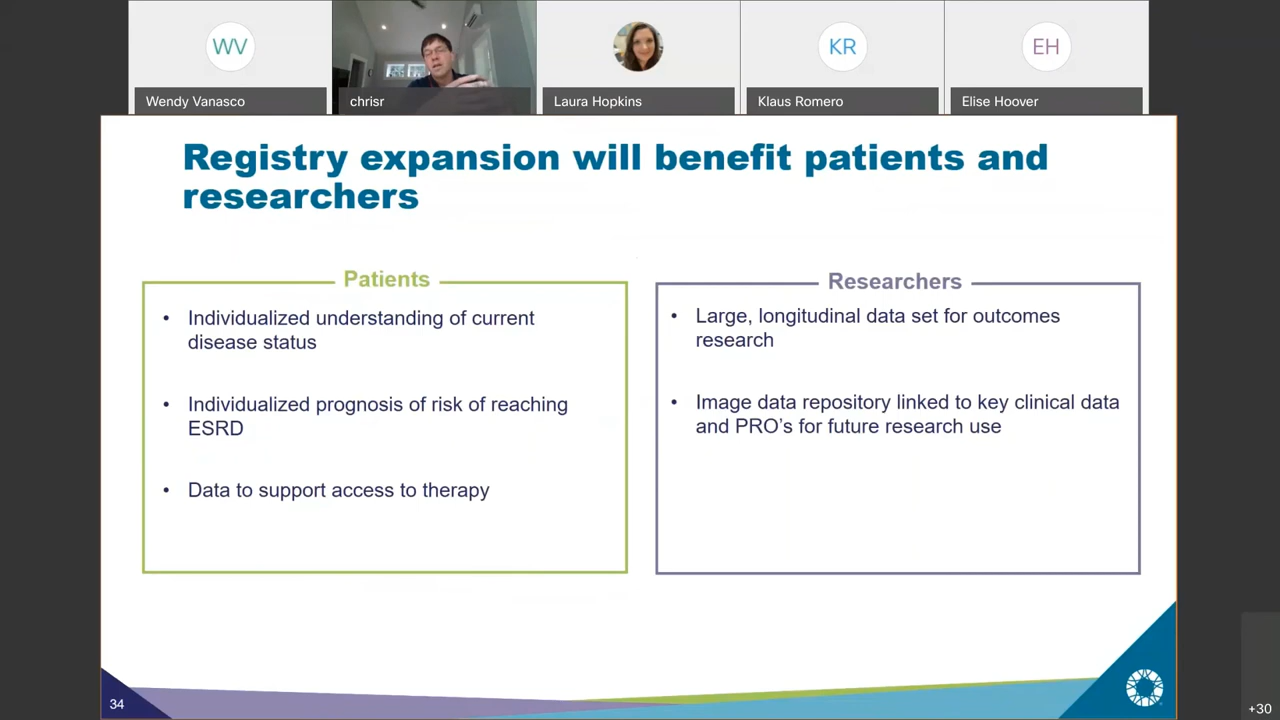 WV
KR
EH
Wendy Vanasco
chrisr
Laura Hopkins
Klaus Romero
Elise Hoover
Registry expansion will benefit patients and
researchers
Patients
• Individualized understanding of current
disease status
• Individualized prognosis of risk of reaching
ESRD
• Data to support access to therapy
Researchers
• Large, longitudinal data set for outcomes
research
• Image data repository linked to key clinical data
and PRO's for future research use
34
+30